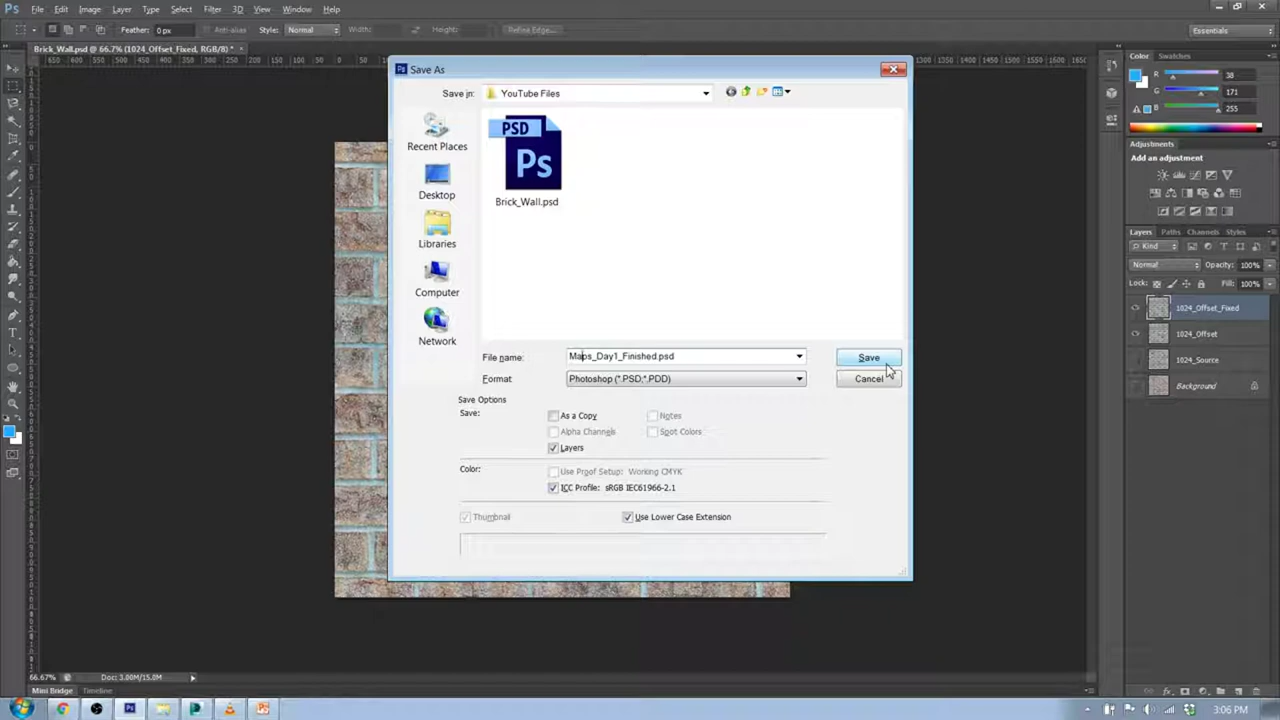 Ps File Edit Image Layer Type Select Filter 3D View Window Help
Feather: 0 px Anti-alias Style: Normal Width: Height: Refine Edge... Essentials
Brick_Wall.psd @ 66.7% (1024_Offset_Fixed, RGB/8) * ×
Save As
Save in: YouTube Files
PSD
Ps
Brick_Wall.psd
Recent Places
Desktop
Libraries
Computer
Network
File name: Maps_Day1_Finished.psd Save
Format: Photoshop (*.PSD;*.PDD) Cancel
Save Options
Save: As a Copy Notes
Alpha Channels Spot Colors
Layers
Color: Use Proof Setup: Working CMYK
ICC Profile: sRGB IEC61966-2.1
Thumbnail Use Lower Case Extension
Color Swatches
R 38
G 171
B 255
Adjustments
Add an adjustment
Layers Paths Channels Styles
Kind
Normal Opacity: 100%
Lock: Fill: 100%
1024_Offset_Fixed
1024_Offset
1024_Source
Background
66.67% Doc: 3.00M/15.0M
Mini Bridge Timeline
3:06 PM